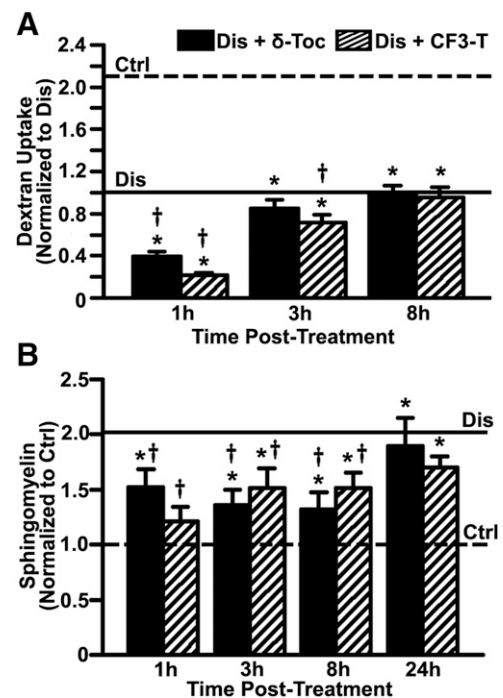 A
Dis + δ-Toc
Dis + CF3-T
Dextran Uptake
(Normalized to Dis)
2.4
2.0
1.6
1.2
0.8
0.4
0
Ctrl
Dis
†
*
†
*
*
†
*
*
*
1h
3h
8h
Time Post-Treatment
B
Sphingomyelin
(Normalized to Ctrl)
2.5
2.0
1.5
1.0
0.5
0
Dis
Ctrl
*†
†
†
*
*†
†
*
*†
*
*
1h
3h
8h
24h
Time Post-Treatment